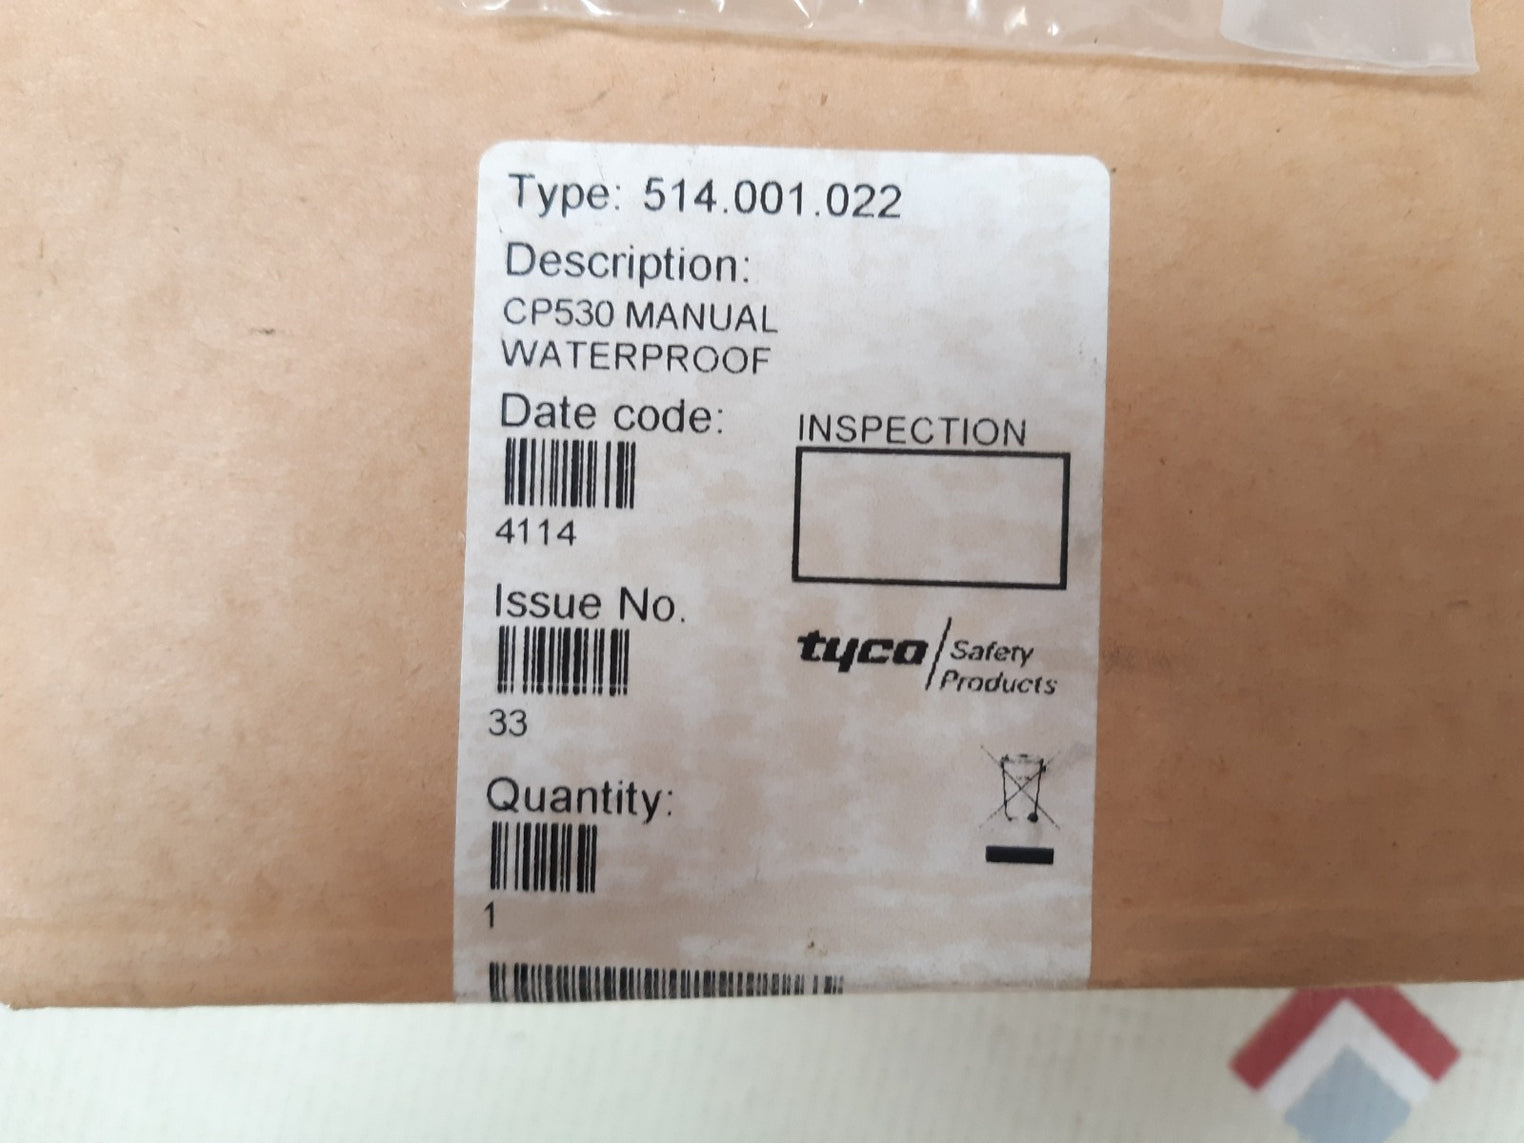 Type: 514.001.022
Description:
CP530 MANUAL
WATERPROOF
Date code:
4114
INSPECTION
Issue No.
33
tyco Safety
Products
Quantity:
1